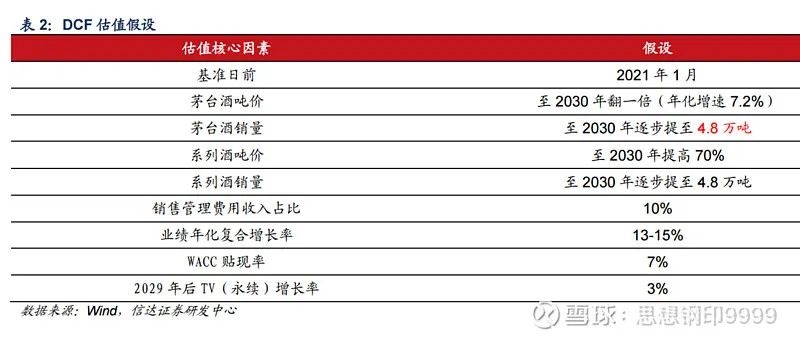 表 2：DCF 估值假设
估值核心因素 假设
基准日前 2021 年 1 月
茅台酒吨价 至 2030 年翻一倍（年化增速 7.2%）
茅台酒销量 至 2030 年逐步提至 4.8 万吨
系列酒吨价 至 2030 年提高 70%
系列酒销量 至 2030 年逐步提至 4.8 万吨
销售管理费用收入占比 10%
业绩年化复合增长率 13-15%
WACC 贴现率 7%
2029 年后 TV（永续）增长率 3%
数据来源：Wind，信达证券研发中心
雪球：思想钢印9999